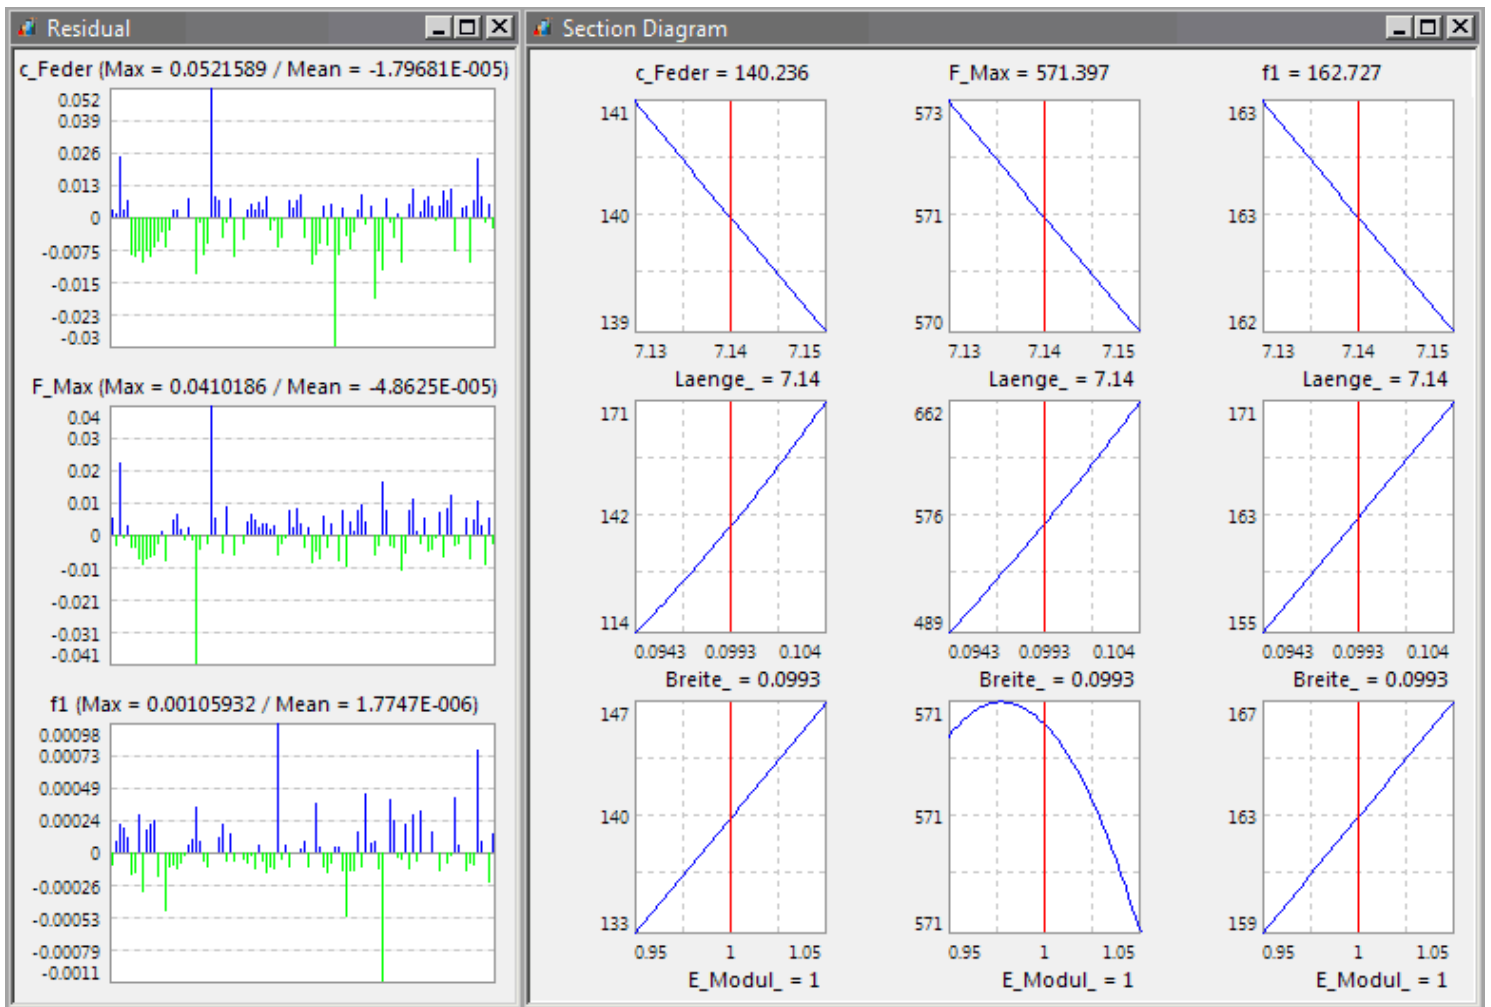 Residual
c_Feder (Max = 0.0521589 / Mean = -1.79681E-005)
0.052
0.039
0.026
0.013
0
-0.0075
-0.015
-0.023
-0.03
F_Max (Max = 0.0410186 / Mean = -4.8625E-005)
0.04
0.03
0.02
0.01
0
-0.01
-0.021
-0.031
-0.041
f1 (Max = 0.00105932 / Mean = 1.7747E-006)
0.00098
0.00073
0.00049
0.00024
0
-0.00026
-0.00053
-0.00079
-0.0011
Section Diagram
c_Feder = 140.236 F_Max = 571.397 f1 = 162.727
141 573 163
140 571 163
139 570 162
7.13 7.14 7.15 7.13 7.14 7.15 7.13 7.14 7.15
Laenge_ = 7.14 Laenge_ = 7.14 Laenge_ = 7.14
171 662 171
142 576 163
114 489 155
0.0943 0.0993 0.104 0.0943 0.0993 0.104 0.0943 0.0993 0.104
Breite_ = 0.0993 Breite_ = 0.0993 Breite_ = 0.0993
147 571 167
140 571 163
133 571 159
0.95 1 1.05 0.95 1 1.05 0.95 1 1.05
E_Modul_ = 1 E_Modul_ = 1 E_Modul_ = 1